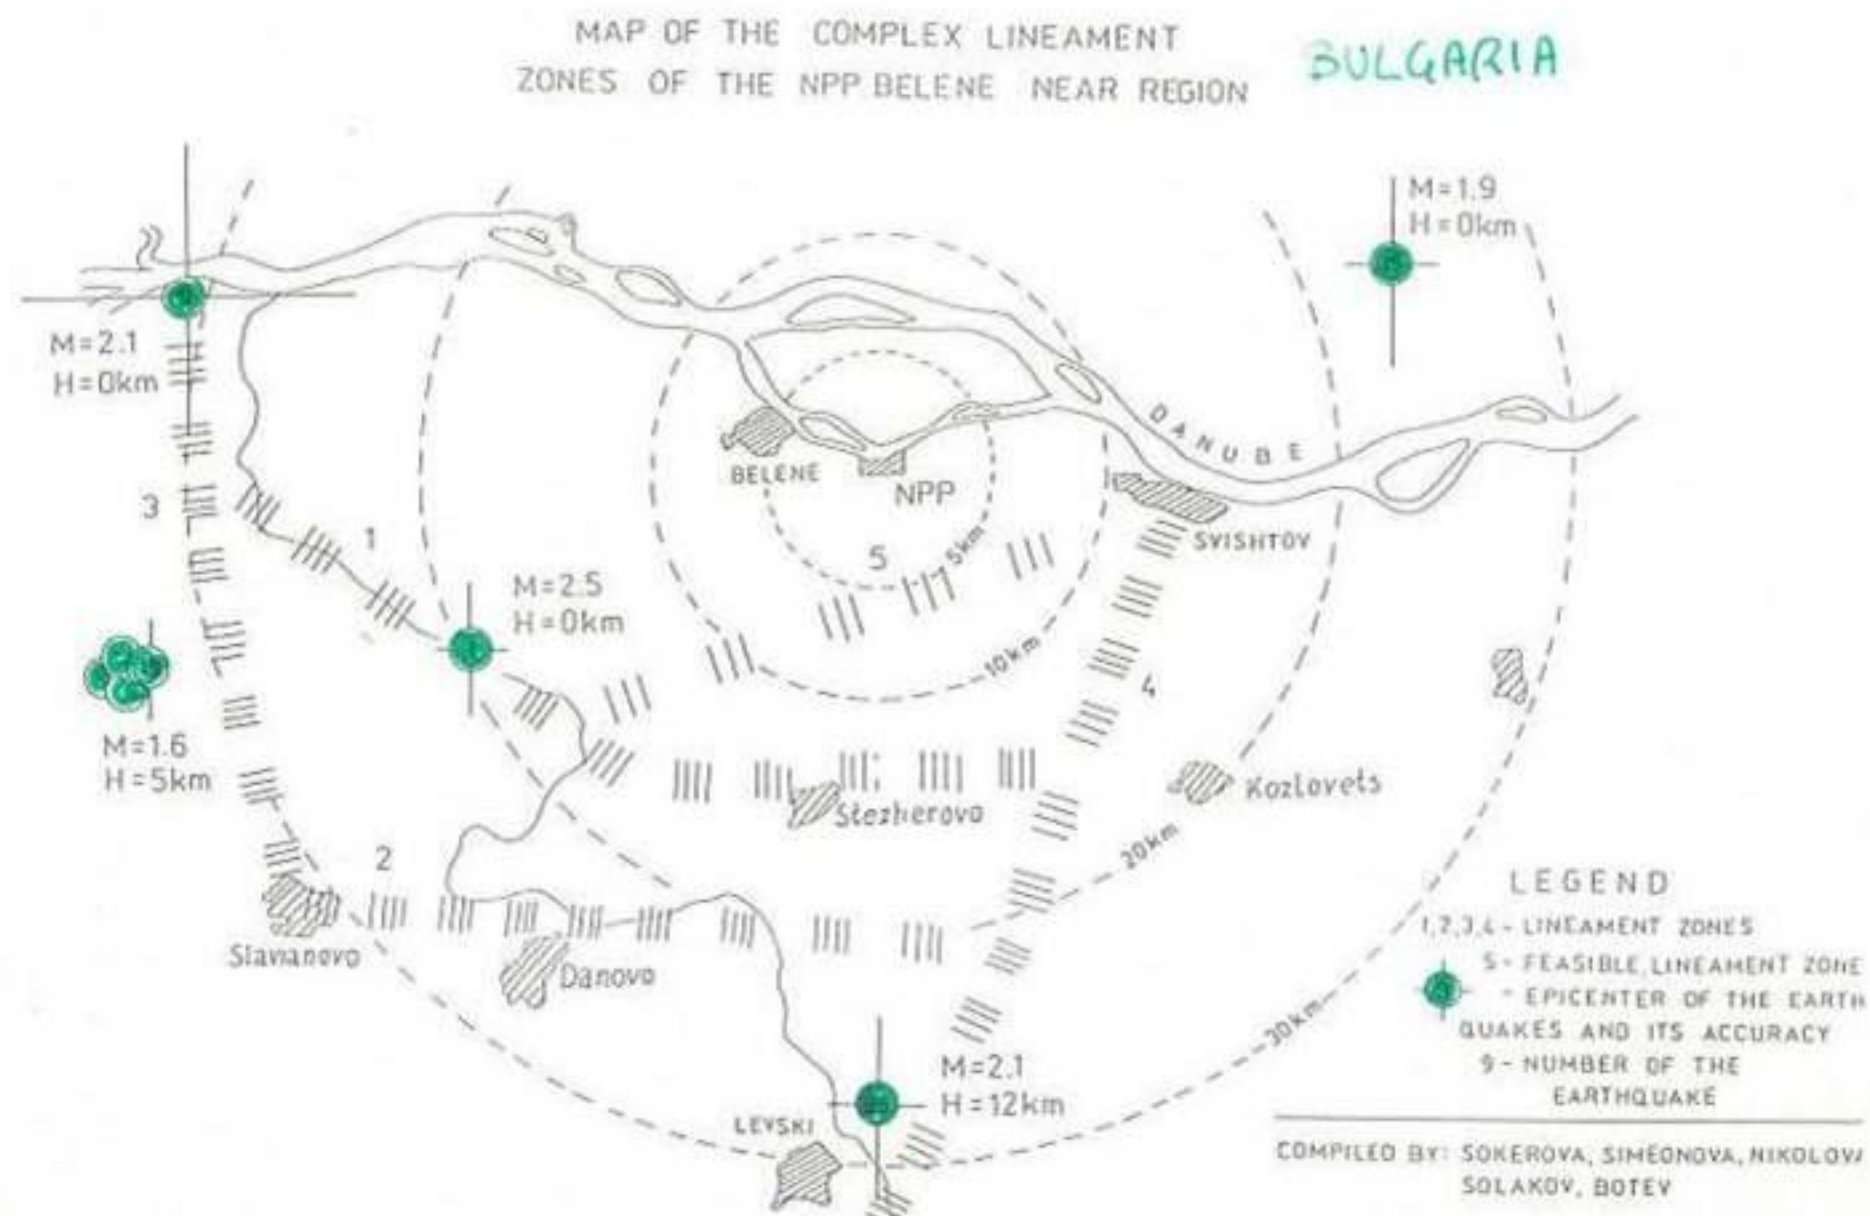 MAP OF THE COMPLEX LINEAMENT
ZONES OF THE NPP BELENE NEAR REGION
BULGARIA
M=1.9
H=0km
M=2.1
H=0km
DANUBE
BELENE
NPP
SVISHTOV
3
1
5
5km
M=2.5
H=0km
10km
4
M=1.6
H=5km
Stezherovo
Kozlovets
20km
2
Slavianovo
Danovo
30km
M=2.1
H=12km
LEVSKI
LEGEND
1,2,3,4 - LINEAMENT ZONES
5 - FEASIBLE LINEAMENT ZONE
- EPICENTER OF THE EARTH
QUAKES AND ITS ACCURACY
9 - NUMBER OF THE
EARTHQUAKE
COMPILED BY: SOKEROVA, SIMEONOVA, NIKOLOVA
SOLAKOV, BOTEV